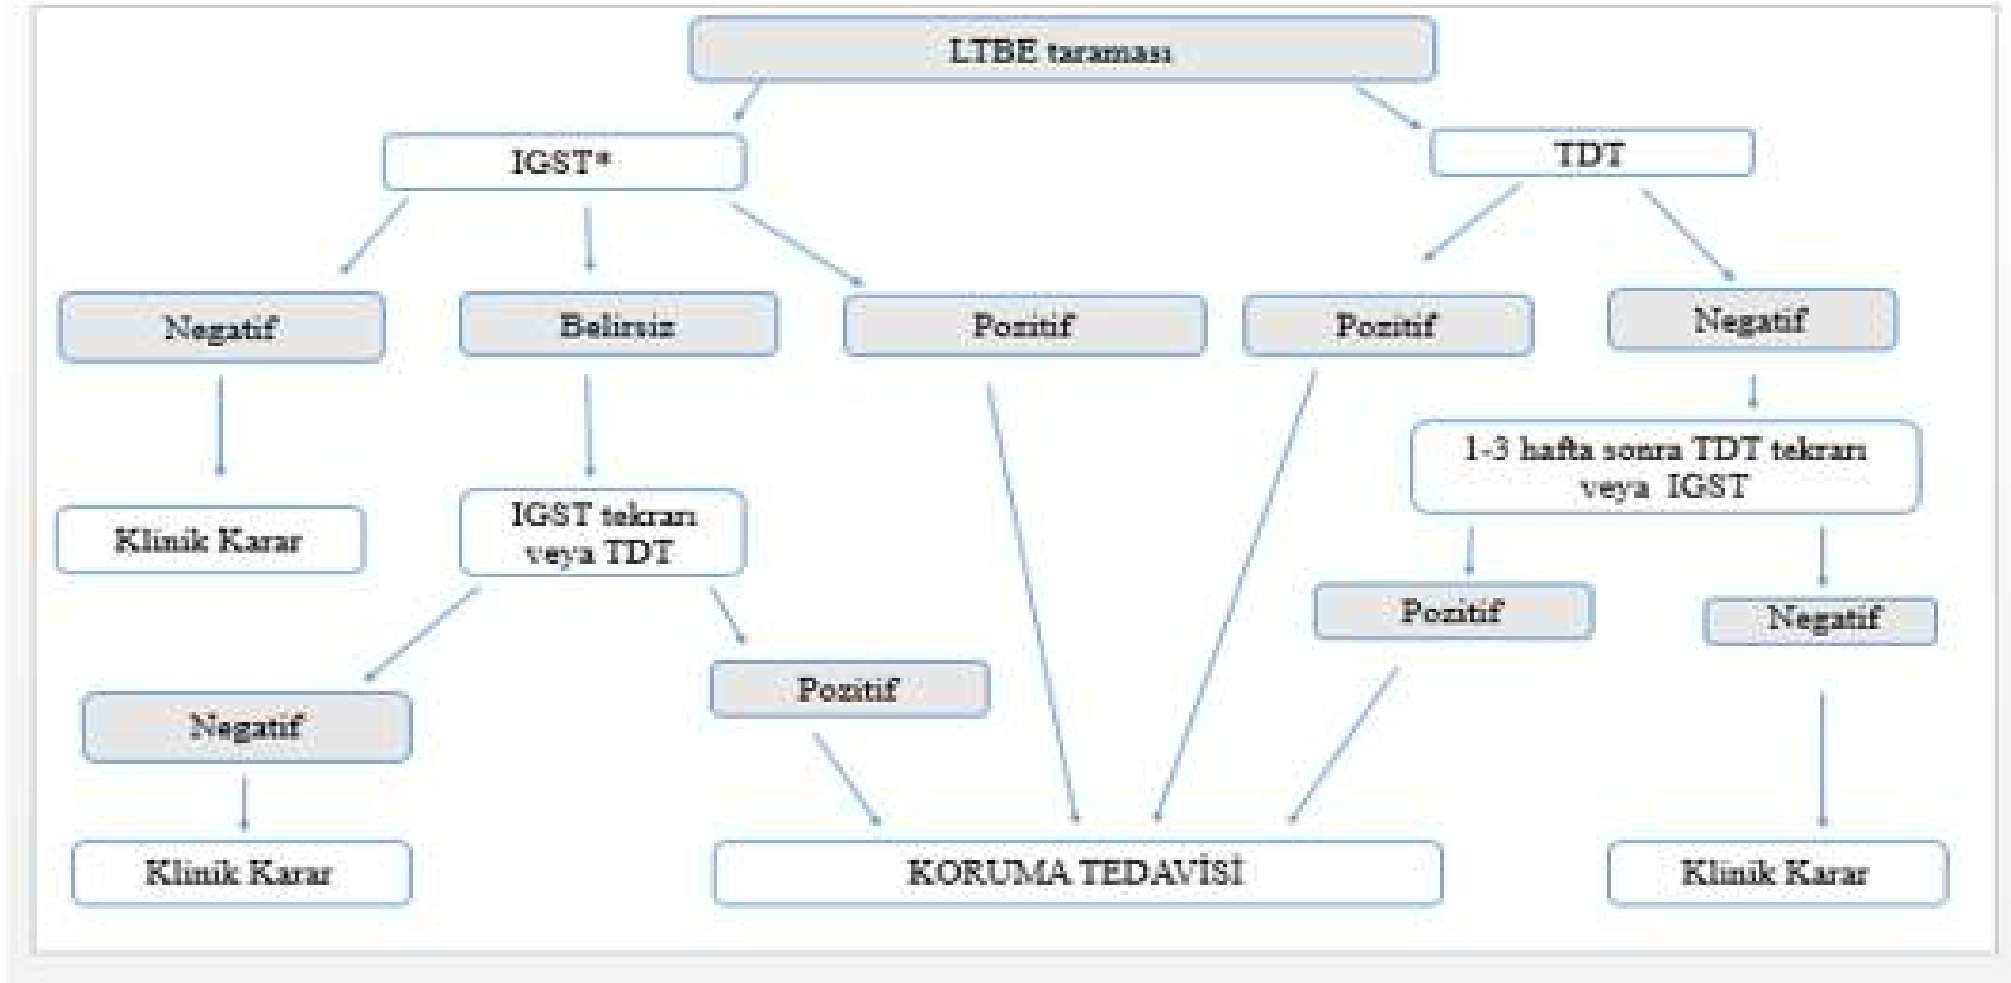 LTBE taraması
IGST*
TDT
Negatif
Belirsiz
Pozitif
Pozitif
Negatif
1-3 hafta sonra TDT tekrarı
veya IGST
Klinik Karar
IGST tekrarı
veya TDT
Pozitif
Negatif
Pozitif
Negatif
Klinik Karar
KORUMA TEDAVİSİ
Klinik Karar